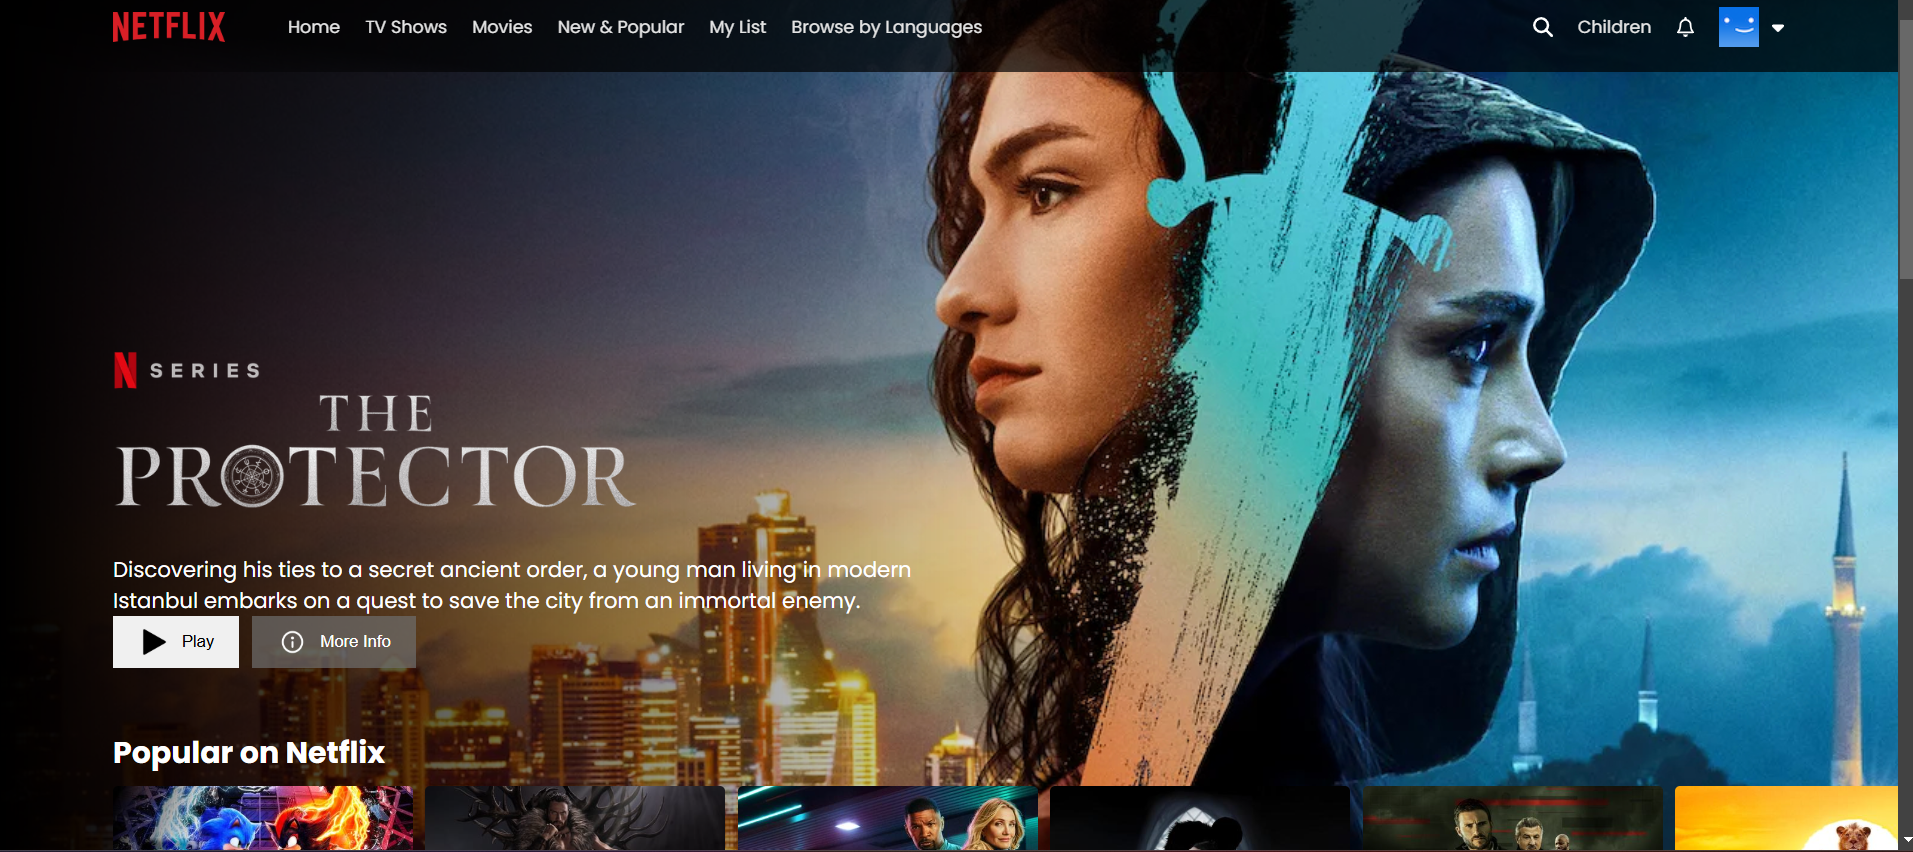 NETFLIX Home TV Shows Movies New & Popular My List Browse by Languages Children
N SERIES
THE
PROTECTOR
Discovering his ties to a secret ancient order, a young man living in modern
Istanbul embarks on a quest to save the city from an immortal enemy.
Play More Info
Popular on Netflix